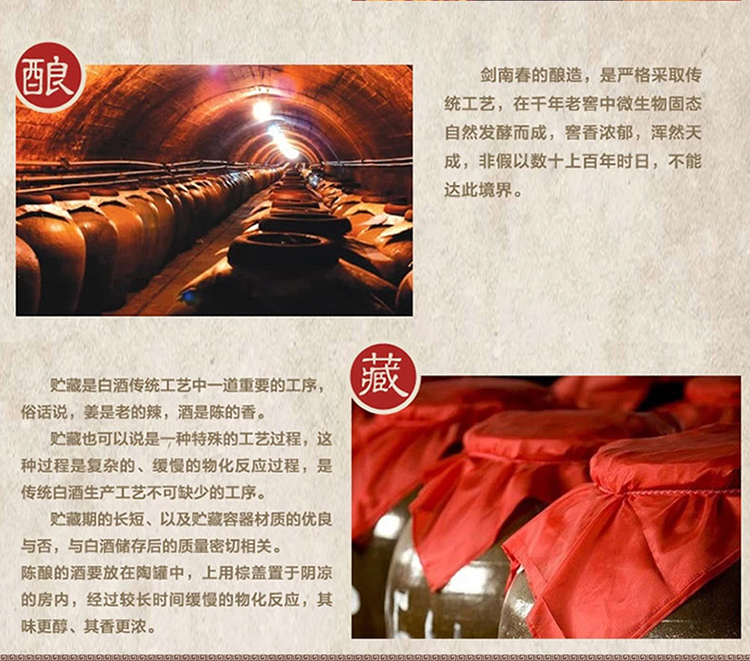 酿
剑南春的酿造，是严格采取传
统工艺，在千年老窖中微生物固态
自然发酵而成，窖香浓郁，浑然天
成，非假以数十上百年时日，不能
达此境界。
藏
贮藏是白酒传统工艺中一道重要的工序，
俗话说，姜是老的辣，酒是陈的香。
贮藏也可以说是一种特殊的工艺过程，这
种过程是复杂的、缓慢的物化反应过程，是
传统白酒生产工艺不可缺少的工序。
贮藏期的长短、以及贮藏容器材质的优良
与否，与白酒储存后的质量密切相关。
陈酿的酒要放在陶罐中，上用棕盖置于阴凉
的房内，经过较长时间缓慢的物化反应，其
味更醇、其香更浓。